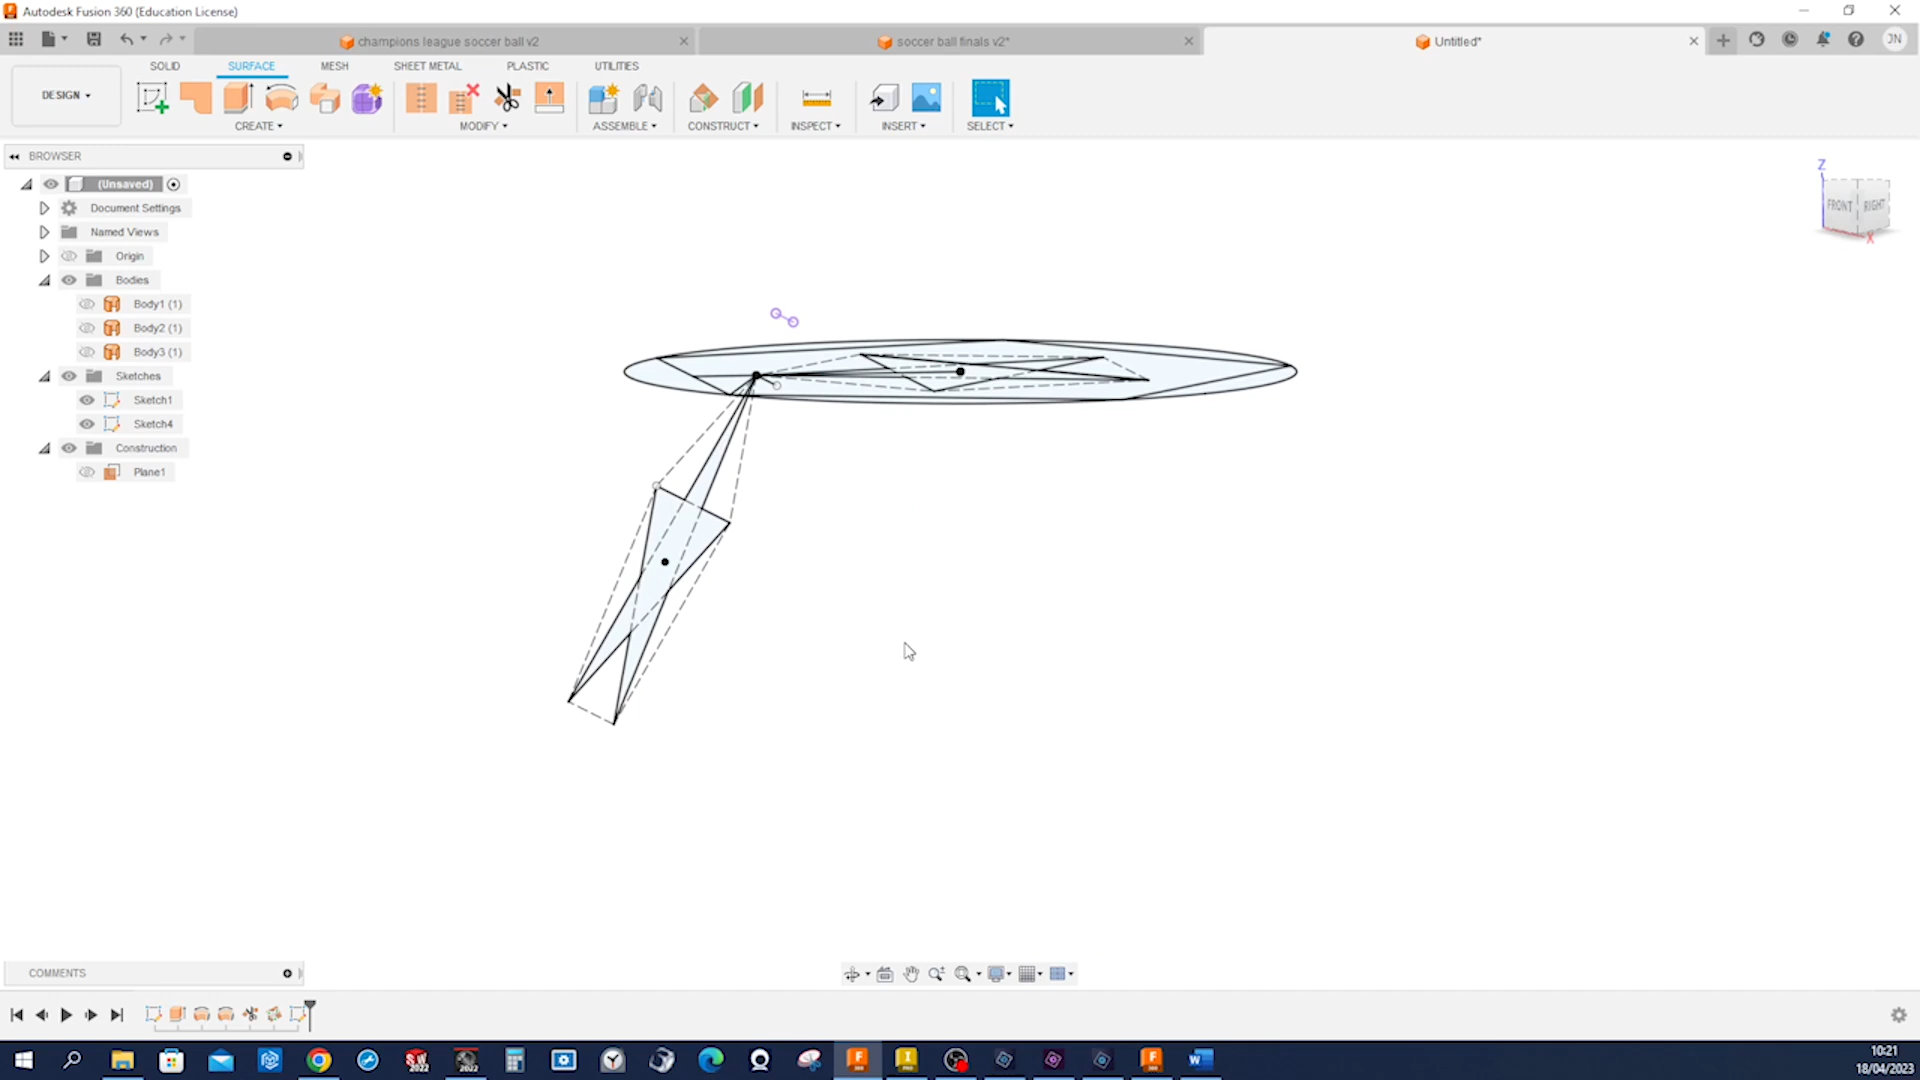 Autodesk Fusion 360 (Education License)
champions league soccer ball v2
soccer ball finals v2*
Untitled*
JN
DESIGN
SOLID
SURFACE
MESH
SHEET METAL
PLASTIC
UTILITIES
CREATE
MODIFY
ASSEMBLE
CONSTRUCT
INSPECT
INSERT
SELECT
BROWSER
(Unsaved)
Document Settings
Named Views
Origin
Bodies
Body1 (1)
Body2 (1)
Body3 (1)
Sketches
Sketch1
Sketch4
Construction
Plane1
Z
FRONT
RIGHT
X
COMMENTS
10:21
18/04/2023